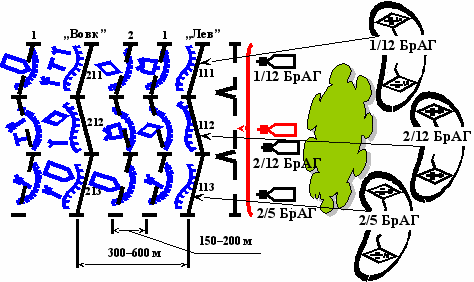 1 „Вовк” 2 1 „Лев”
1/12 БрАГ
211 111 1/12 БрАГ
212 112 2/12 БрАГ
2/12 БрАГ
213 113 2/5 БрАГ 2/5 БрАГ
150–200 м
300–600 м